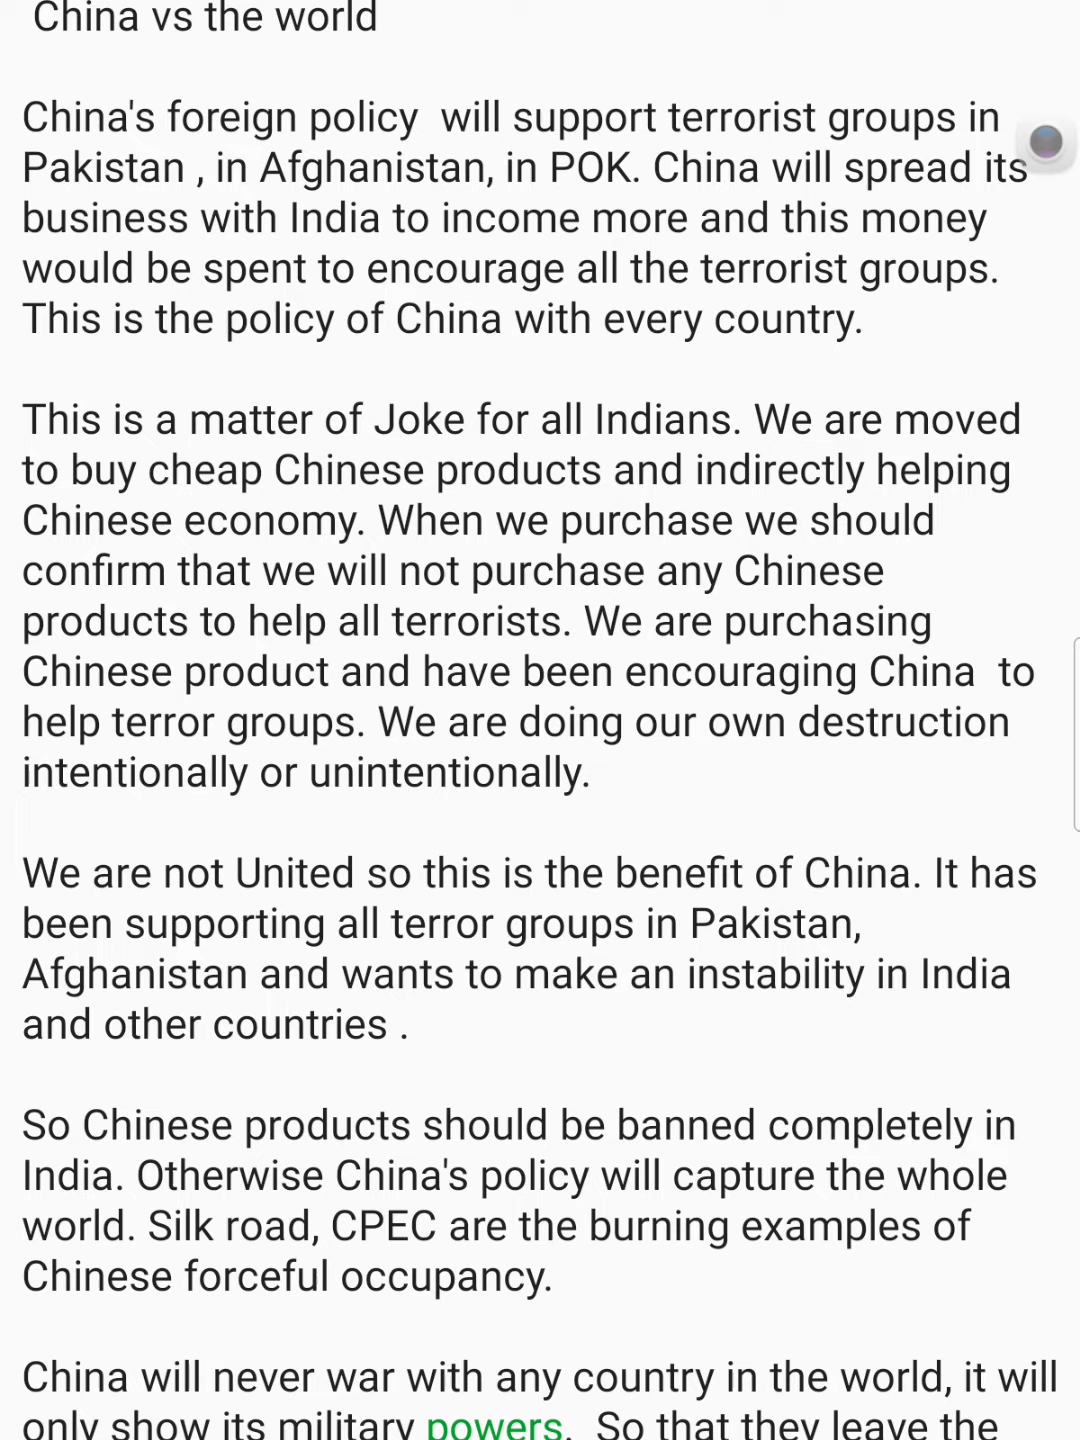 China vs the world
China's foreign policy  will support terrorist groups in
Pakistan , in Afghanistan, in POK. China will spread its
business with India to income more and this money
would be spent to encourage all the terrorist groups.
This is the policy of China with every country.
This is a matter of Joke for all Indians. We are moved
to buy cheap Chinese products and indirectly helping
Chinese economy. When we purchase we should
confirm that we will not purchase any Chinese
products to help all terrorists. We are purchasing
Chinese product and have been encouraging China  to
help terror groups. We are doing our own destruction
intentionally or unintentionally.
We are not United so this is the benefit of China. It has
been supporting all terror groups in Pakistan,
Afghanistan and wants to make an instability in India
and other countries .
So Chinese products should be banned completely in
India. Otherwise China's policy will capture the whole
world. Silk road, CPEC are the burning examples of
Chinese forceful occupancy.
China will never war with any country in the world, it will
only show its military powers.  So that they leave the